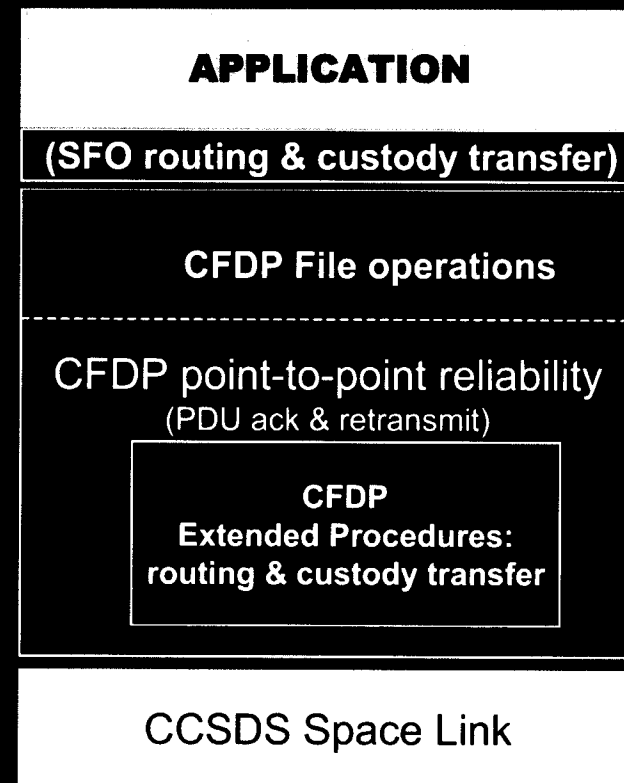 APPLICATION
(SFO routing & custody transfer)
CFDP File operations
CFDP point-to-point reliability
(PDU ack & retransmit)
CFDP
Extended Procedures:
routing & custody transfer
CCSDS Space Link